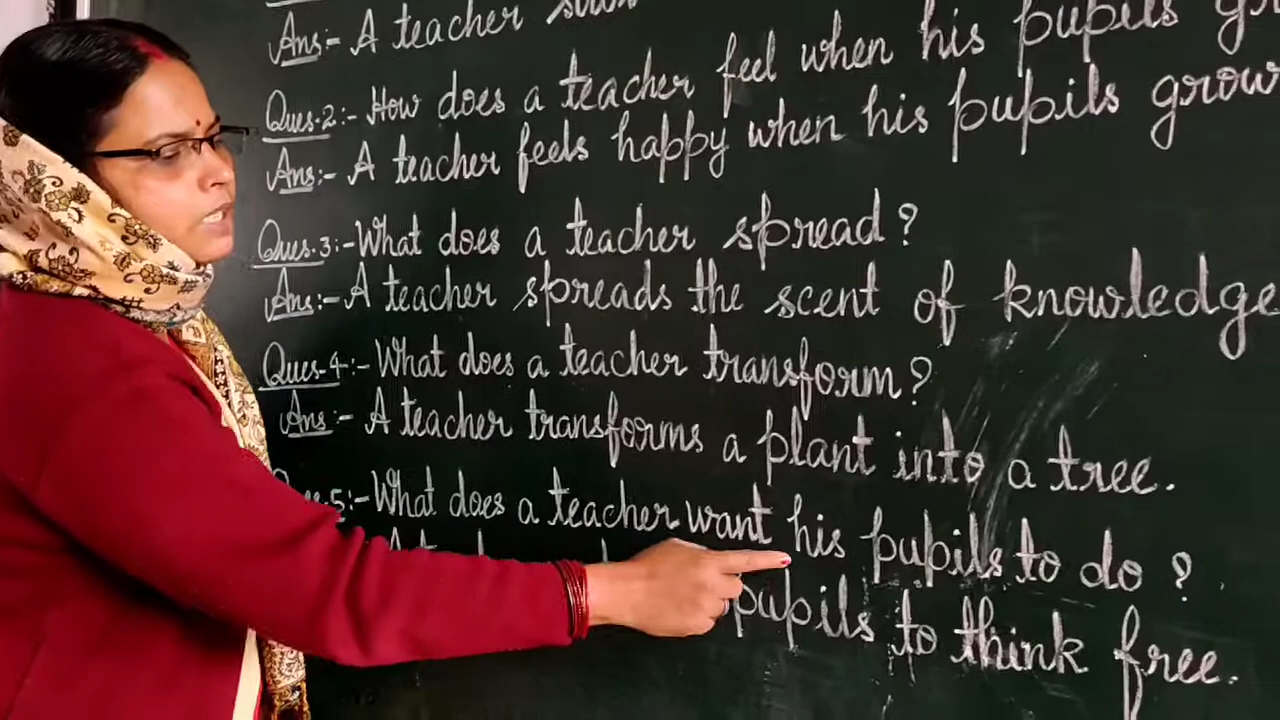 Ans:- A teacher
Ques-2:- How does a teacher feel when his pupils
Ans:- A teacher feels happy when his pupils grow
Ques.3:- What does a teacher spread?
Ans:- A teacher spreads the scent of knowledge
Ques-4:- What does a teacher transform?
Ans:- A teacher transforms a plant into a tree.
5:- What does a teacher want his pupils to do ?
pupils to think free.